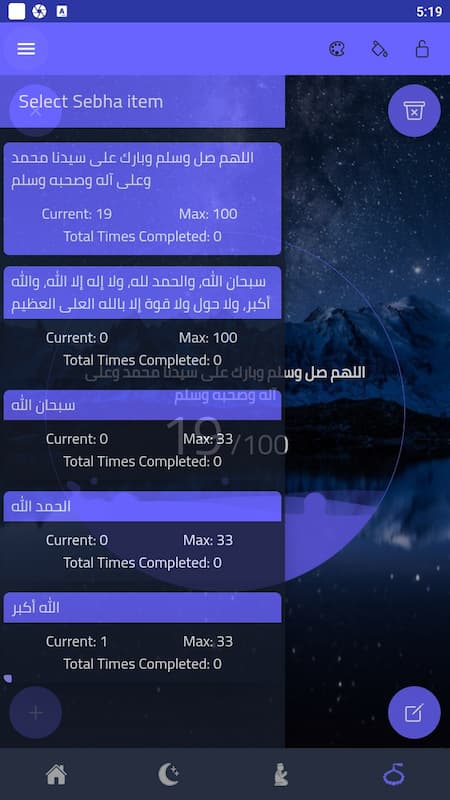 5:19
Select Sebha item
اللهم صل وسلم وبارك على سيدنا محمد
وعلى آله وصحبه وسلم
Current: 19 Max: 100
Total Times Completed: 0
سبحان الله، والحمد لله، ولا إله إلا الله، والله
أكبر، ولا حول ولا قوة إلا بالله العلى العظيم
Current: 0 Max: 100
Total Times Completed: 0
سبحان الله
Current: 0 Max: 33
Total Times Completed: 0
الحمد الله
Current: 0 Max: 33
Total Times Completed: 0
الله أكبر
Current: 1 Max: 33
Total Times Completed: 0
اللهم صل وسلم وبارك على سيدنا محمد وعلى
آله وصحبه وسلم
19/100